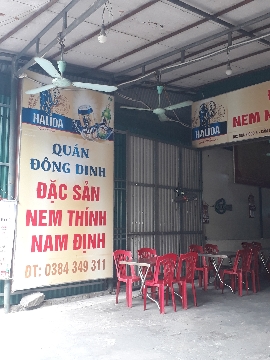 HALIDA
QUÁN
ĐÔNG DINH
ĐẶC SẢN
NEM THÍNH
NAM ĐỊNH
ĐT: 0384 349 311
HALIDA
NEM